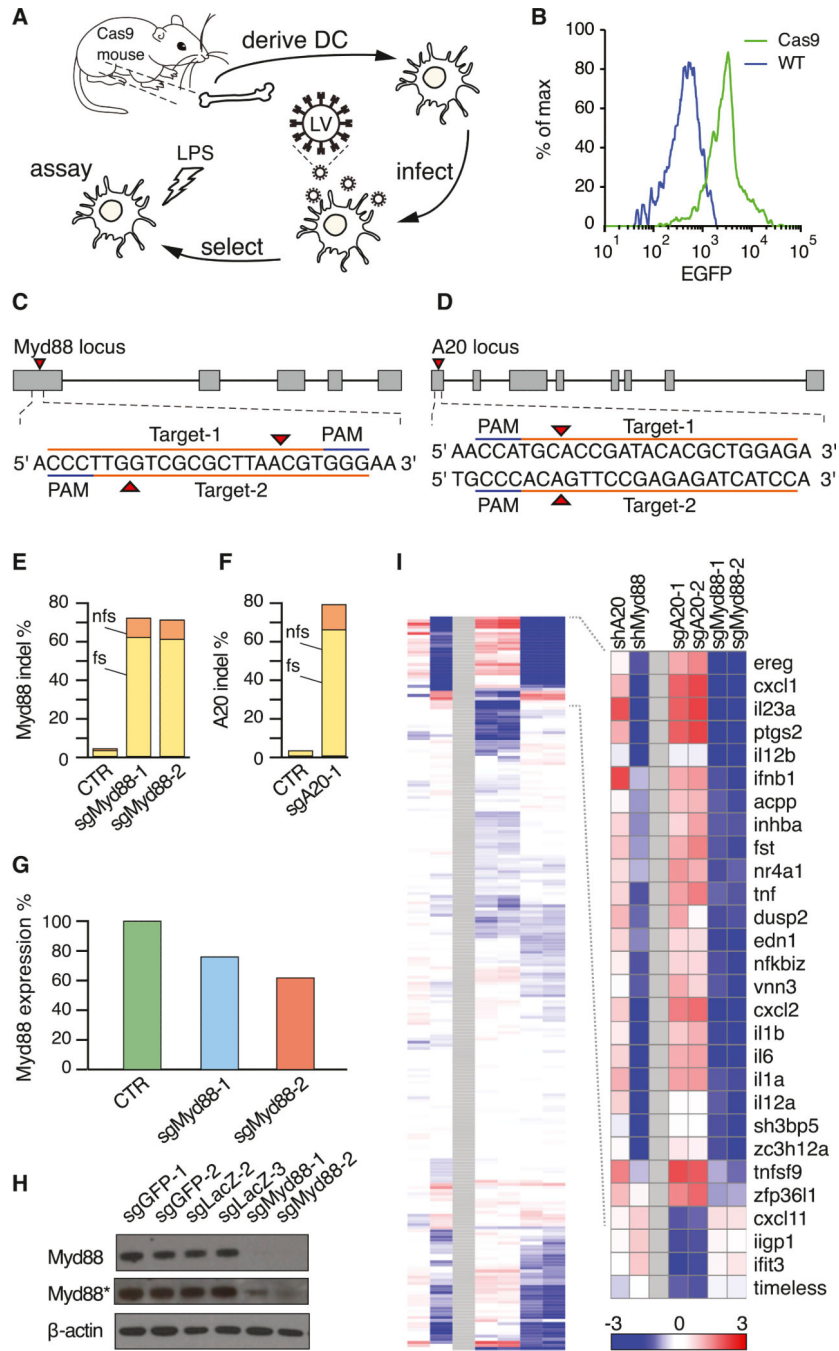 A
Cas9
mouse
derive DC
LV
infect
LPS
assay
select
B
Cas9
WT
% of max
100
80
60
40
20
0
10¹ 10² 10³ 10⁴ 10⁵
EGFP
C
Myd88 locus
Target-1 PAM
5' ACCCTTGGTCGCGCTTAACGTGGGAA 3'
PAM Target-2
D
A20 locus
PAM Target-1
5' AACCATGCACCGATACACGCTGGAGA 3'
5' TGCCCACAGTTCCGAGAGATCATCCA 3'
PAM Target-2
E
Myd88 indel %
80
60
40
20
0
nfs
fs
CTR
sgMyd88-1
sgMyd88-2
F
A20 indel %
80
60
40
20
0
nfs
fs
CTR
sgA20-1
G
Myd88 expression %
100
80
60
40
20
0
CTR
sgMyd88-1
sgMyd88-2
H
sgGFP-1
sgGFP-2
sgLacZ-2
sgLacZ-3
sgMyd88-1
sgMyd88-2
Myd88
Myd88*
β-actin
I
shA20
shMyd88
sgA20-1
sgA20-2
sgMyd88-1
sgMyd88-2
ereg
cxcl1
il23a
ptgs2
il12b
ifnb1
acpp
inhba
fst
nr4a1
tnf
dusp2
edn1
nfkbiz
vnn3
cxcl2
il1b
il6
il1a
il12a
sh3bp5
zc3h12a
tnfsf9
zfp36l1
cxcl11
iigp1
ifit3
timeless
-3 0 3